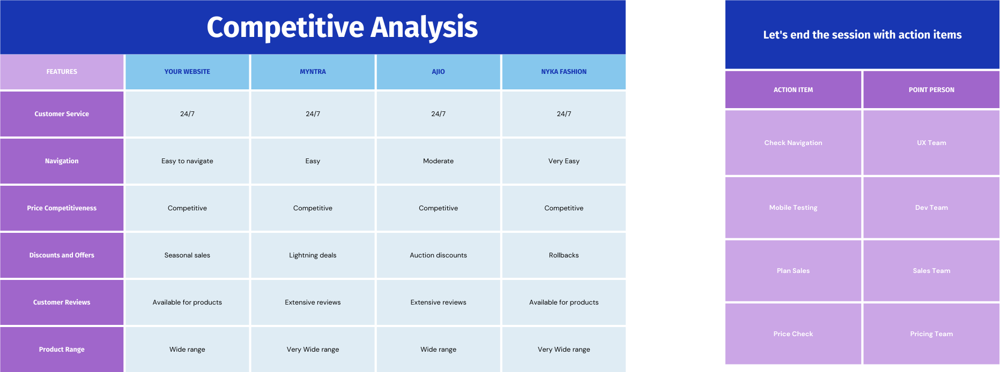 Competitive Analysis
FEATURES YOUR WEBSITE MYNTRA AJIO NYKA FASHION
Customer Service 24/7 24/7 24/7 24/7
Navigation Easy to navigate Easy Moderate Very Easy
Price Competitiveness Competitive Competitive Competitive Competitive
Discounts and Offers Seasonal sales Lightning deals Auction discounts Rollbacks
Customer Reviews Available for products Extensive reviews Extensive reviews Available for products
Product Range Wide range Very Wide range Wide range Very Wide range
Let's end the session with action items
ACTION ITEM POINT PERSON
Check Navigation UX Team
Mobile Testing Dev Team
Plan Sales Sales Team
Price Check Pricing Team